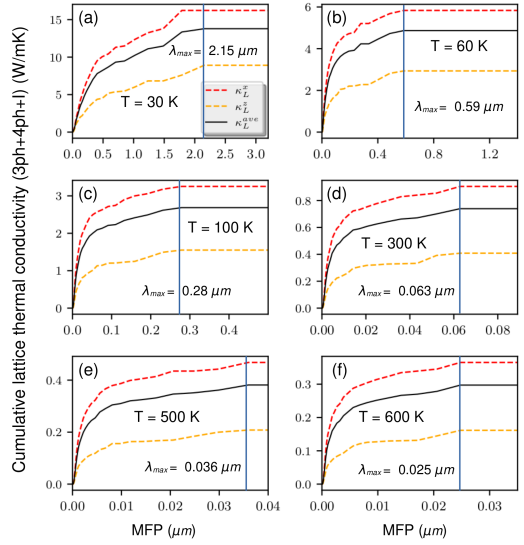 Cumulative lattice thermal conductivity (3ph+4ph+I) (W/mK)
(a)
λmax = 2.15 μm
T = 30 K
κ_L^x
κ_L^z
κ_L^ave
15
10
5
0
0.0 0.5 1.0 1.5 2.0 2.5 3.0
(b)
T = 60 K
λmax = 0.59 μm
6
4
2
0
0.0 0.4 0.8 1.2
(c)
T = 100 K
λmax = 0.28 μm
3
2
1
0
0.0 0.1 0.2 0.3 0.4
(d)
T = 300 K
λmax = 0.063 μm
0.8
0.6
0.4
0.2
0.0
0.00 0.02 0.04 0.06 0.08
(e)
T = 500 K
λmax = 0.036 μm
0.4
0.2
0.0
0.00 0.01 0.02 0.03 0.04
MFP (μm)
(f)
T = 600 K
λmax = 0.025 μm
0.3
0.2
0.1
0.0
0.00 0.01 0.02 0.03
MFP (μm)